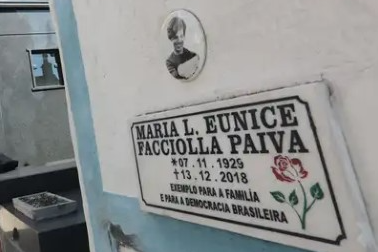 MARIA L. EUNICE
FACCIOLLA PAIVA
* 07.11.1929
† 13.12.2018
EXEMPLO PARA A FAMÍLIA
E PARA A DEMOCRACIA BRASILEIRA